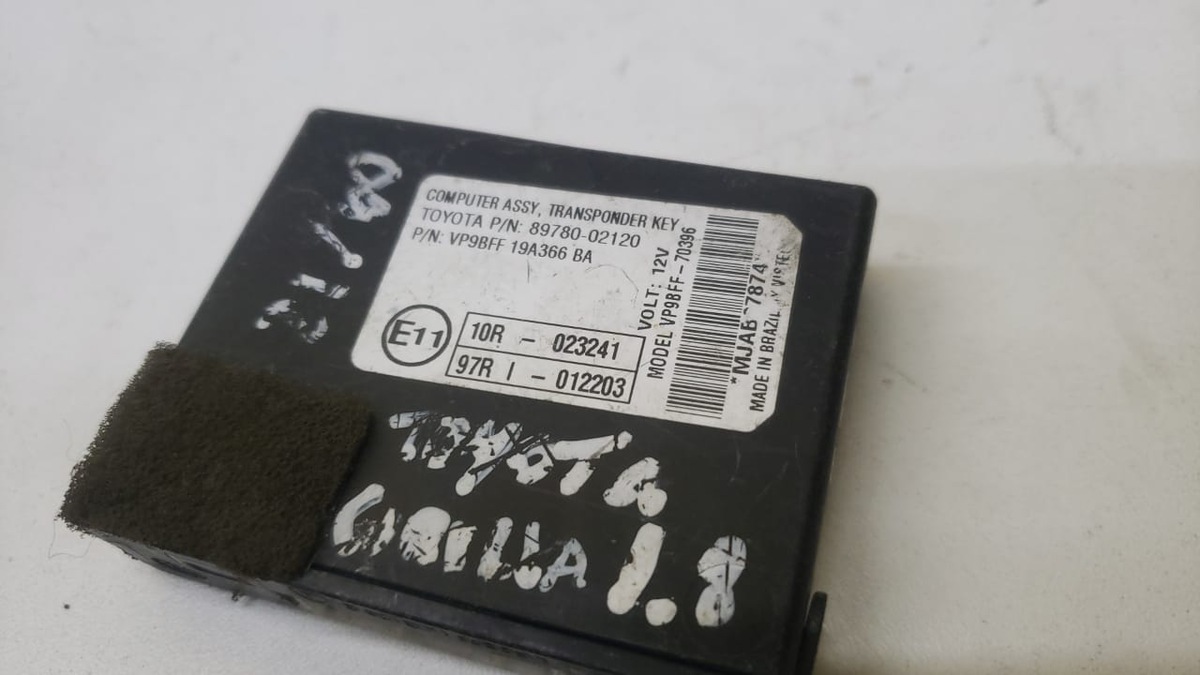 COMPUTER ASSY, TRANSPONDER KEY
TOYOTA P/N: 89780-02120
P/N: VP9BFF 19A366 BA
E11
10R - 023241
97R I - 012203
VOLT: 12V
MODEL VP9BFF-70396
MADE IN BRAZIL
TOYOTA
COROLLA 1.8